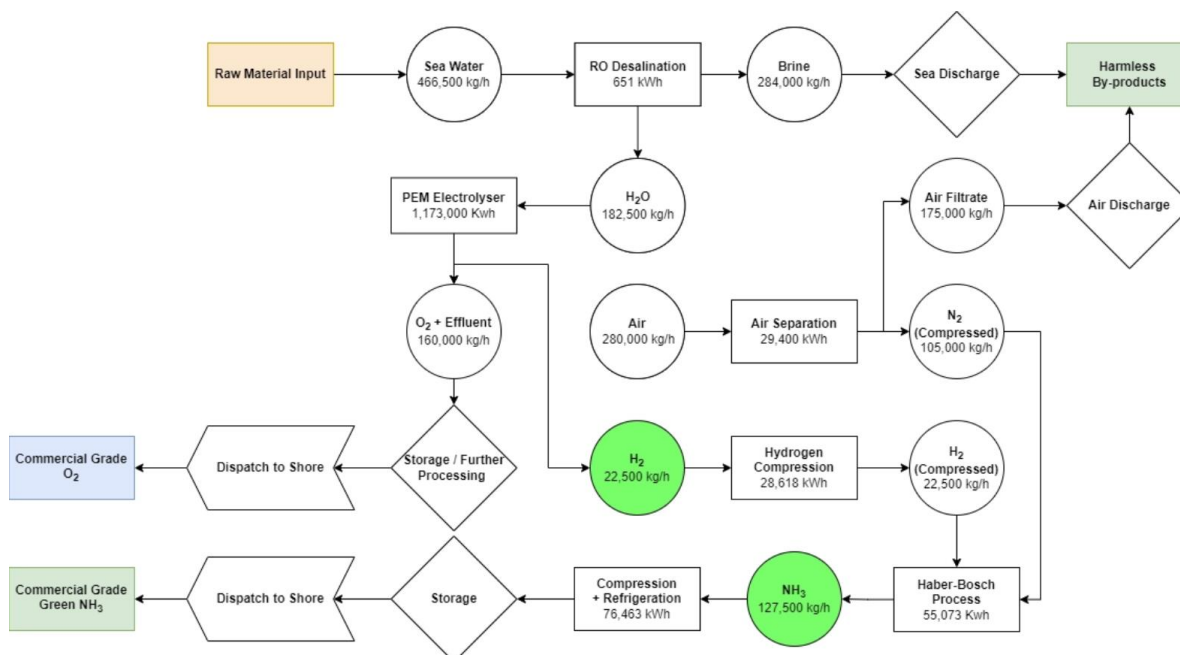 Raw Material Input
Sea Water
466,500 kg/h
RO Desalination
651 kWh
Brine
284,000 kg/h
Sea Discharge
Harmless
By-products
PEM Electrolyser
1,173,000 Kwh
H₂O
182,500 kg/h
Air Filtrate
175,000 kg/h
Air Discharge
O₂ + Effluent
160,000 kg/h
Air
280,000 kg/h
Air Separation
29,400 kWh
N₂
(Compressed)
105,000 kg/h
Commercial Grade
O₂
Dispatch to Shore
Storage / Further
Processing
H₂
22,500 kg/h
Hydrogen
Compression
28,618 kWh
H₂
(Compressed)
22,500 kg/h
Commercial Grade
Green NH₃
Dispatch to Shore
Storage
Compression
+ Refrigeration
76,463 kWh
NH₃
127,500 kg/h
Haber-Bosch
Process
55,073 Kwh